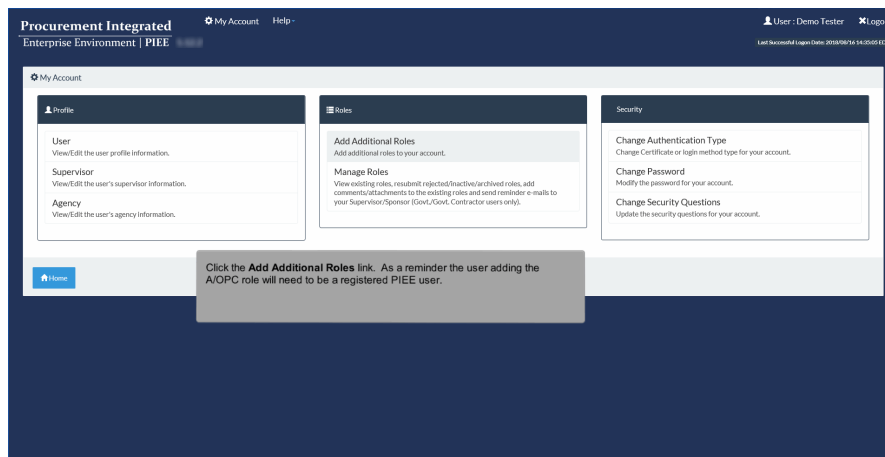 Procurement Integrated
Enterprise Environment | PIEE
My Account Help
User : Demo Tester Logo
Last Successful Logon Date: 2018/08/16 14:35:05 ED
My Account
Profile
User
View/Edit the user profile information.
Supervisor
View/Edit the user's supervisor information.
Agency
View/Edit the user's agency information.
Roles
Add Additional Roles
Add additional roles to your account.
Manage Roles
View existing roles, resubmit rejected/inactive/archived roles, add
comments/attachments to the existing roles and send reminder e-mails to
your Supervisor/Sponsor (Govt./Govt. Contractor users only).
Security
Change Authentication Type
Change Certificate or login method type for your account.
Change Password
Modify the password for your account.
Change Security Questions
Update the security questions for your account.
Home
Click the Add Additional Roles link. As a reminder the user adding the
A/OPC role will need to be a registered PIEE user.